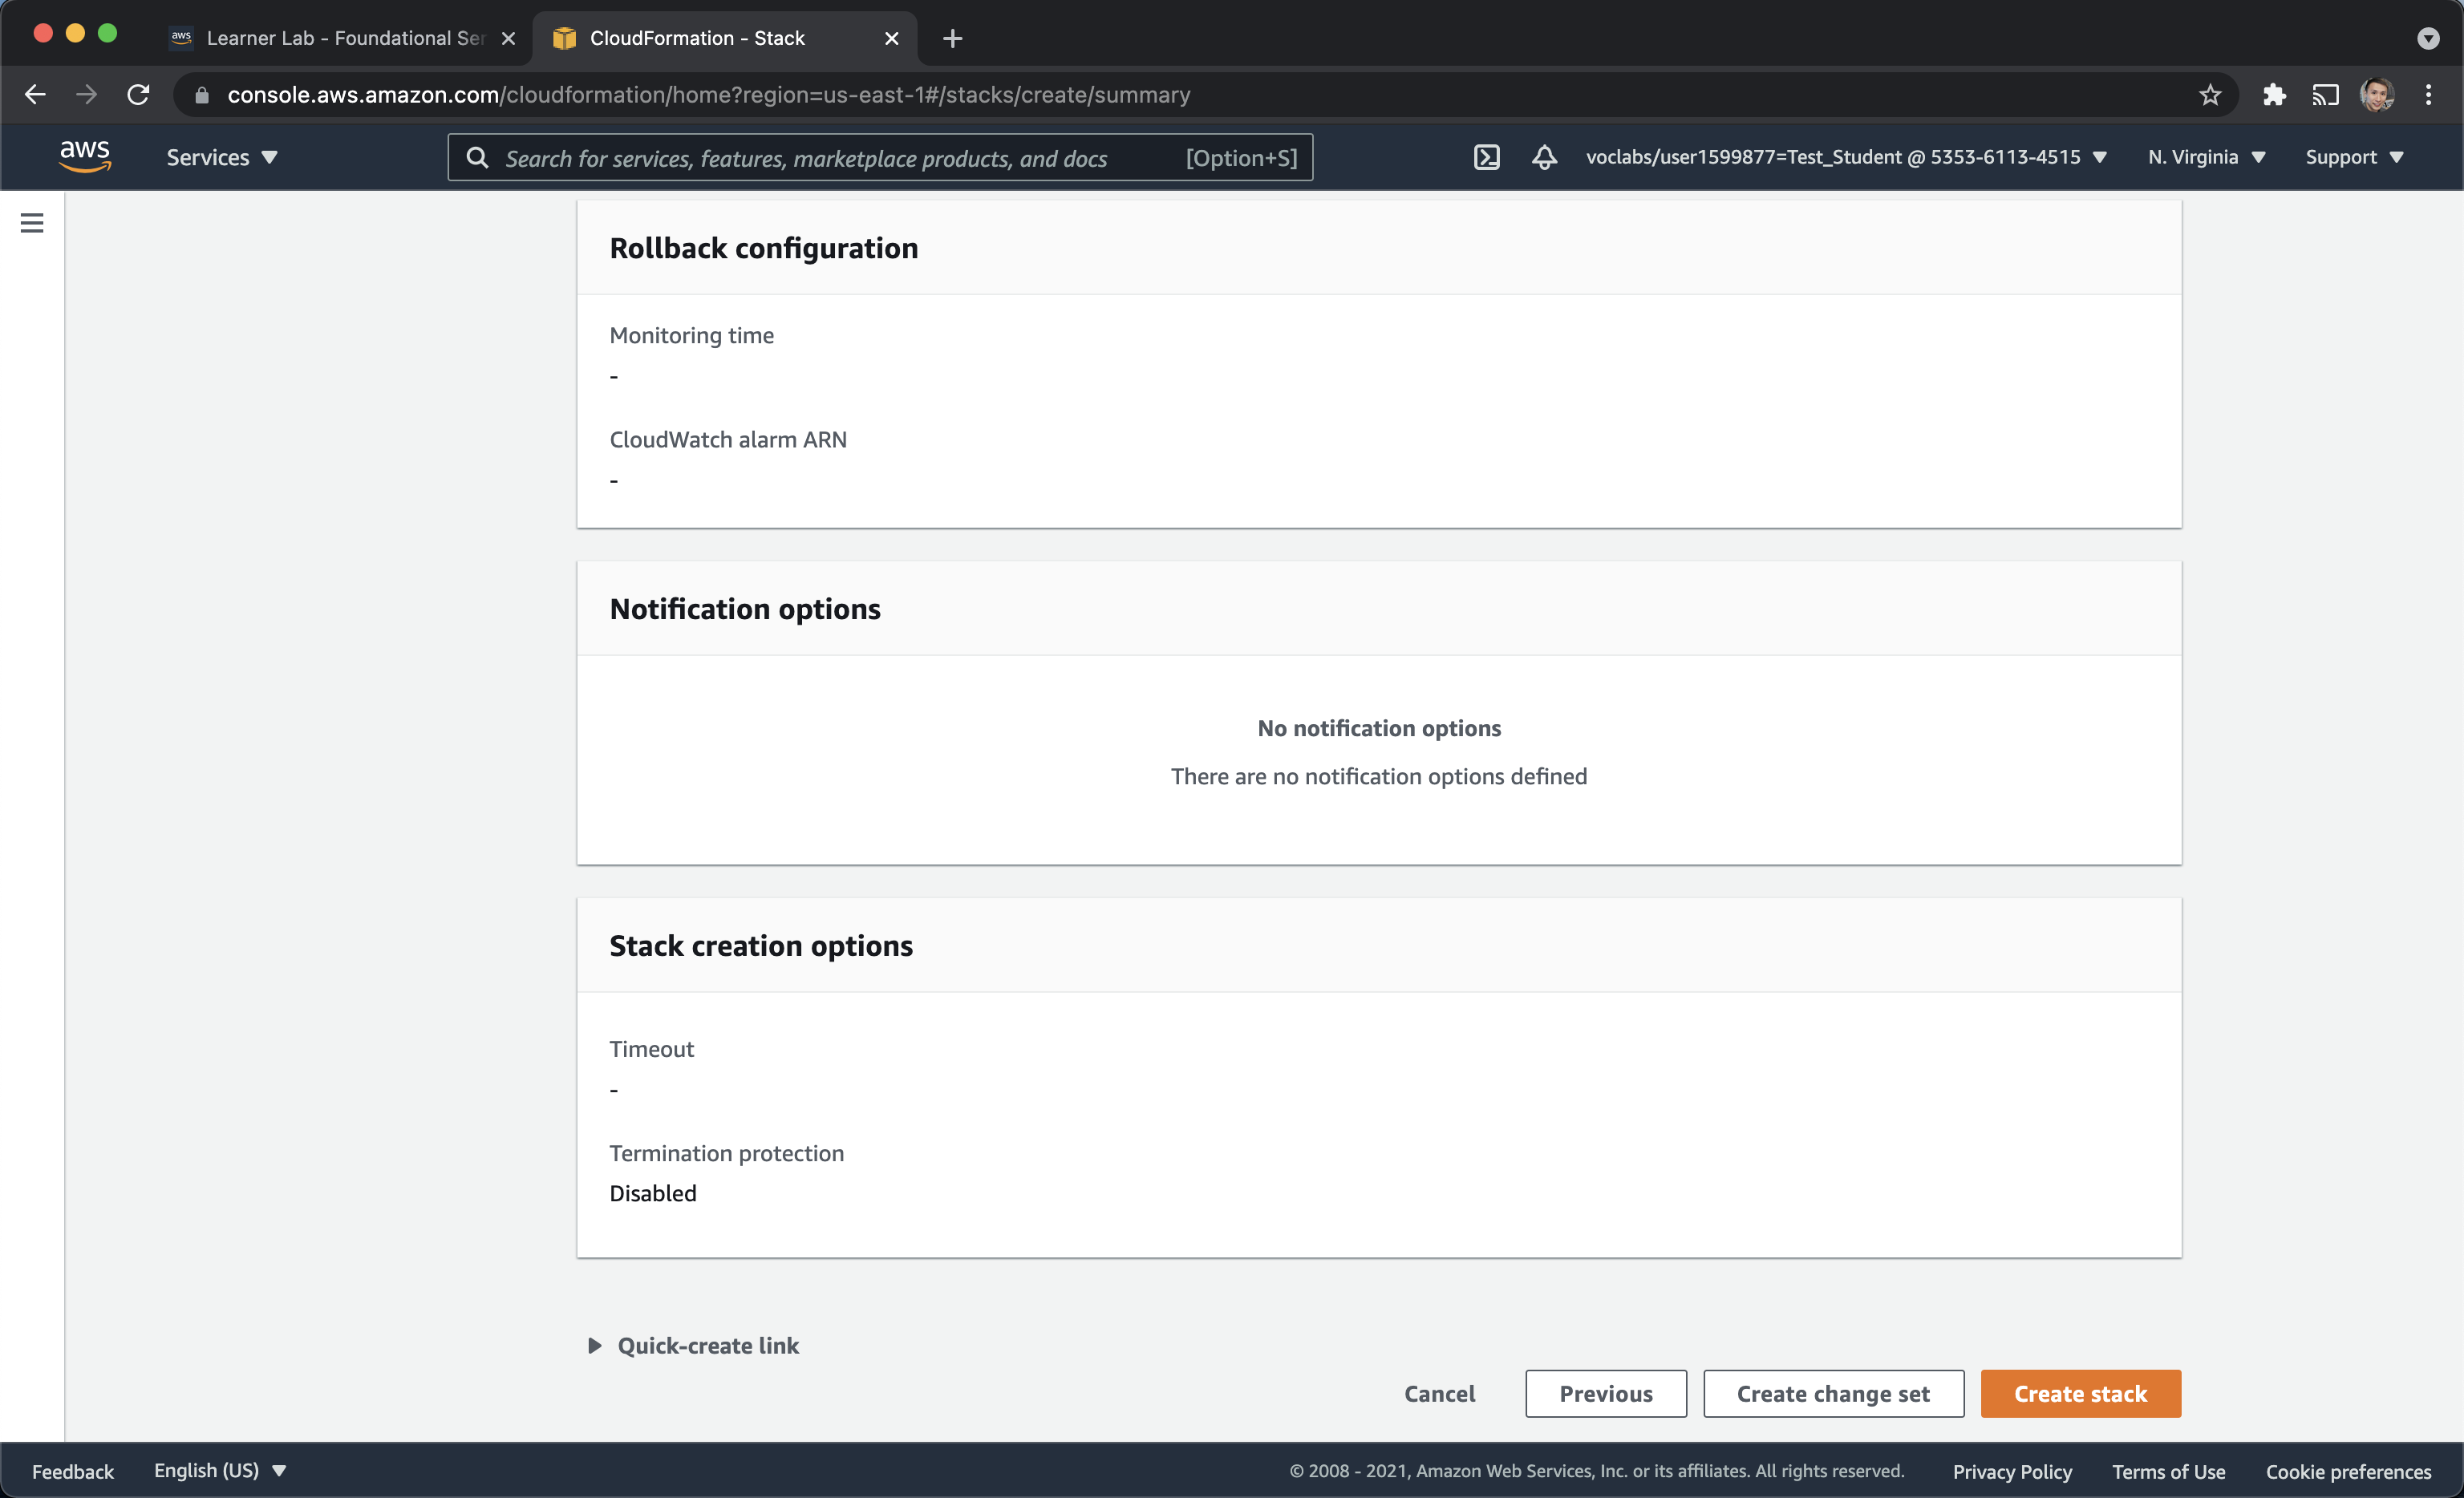 Learner Lab - Foundational Ser
CloudFormation - Stack
console.aws.amazon.com/cloudformation/home?region=us-east-1#/stacks/create/summary
aws
Services
Search for services, features, marketplace products, and docs [Option+S]
voclabs/user1599877=Test_Student @ 5353-6113-4515
N. Virginia
Support
Rollback configuration
Monitoring time
-
CloudWatch alarm ARN
-
Notification options
No notification options
There are no notification options defined
Stack creation options
Timeout
-
Termination protection
Disabled
Quick-create link
Cancel
Previous
Create change set
Create stack
Feedback
English (US)
© 2008 - 2021, Amazon Web Services, Inc. or its affiliates. All rights reserved.
Privacy Policy
Terms of Use
Cookie preferences